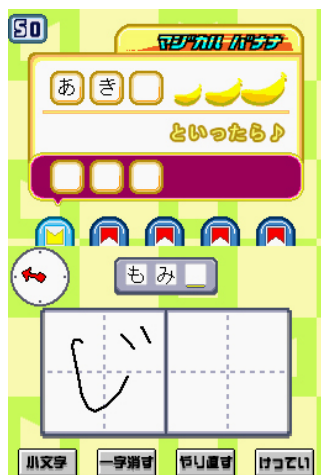 50
マジカルバナナ
あき
といったら♪
もみ_
じ
小文字 一字消す やり直す けってい